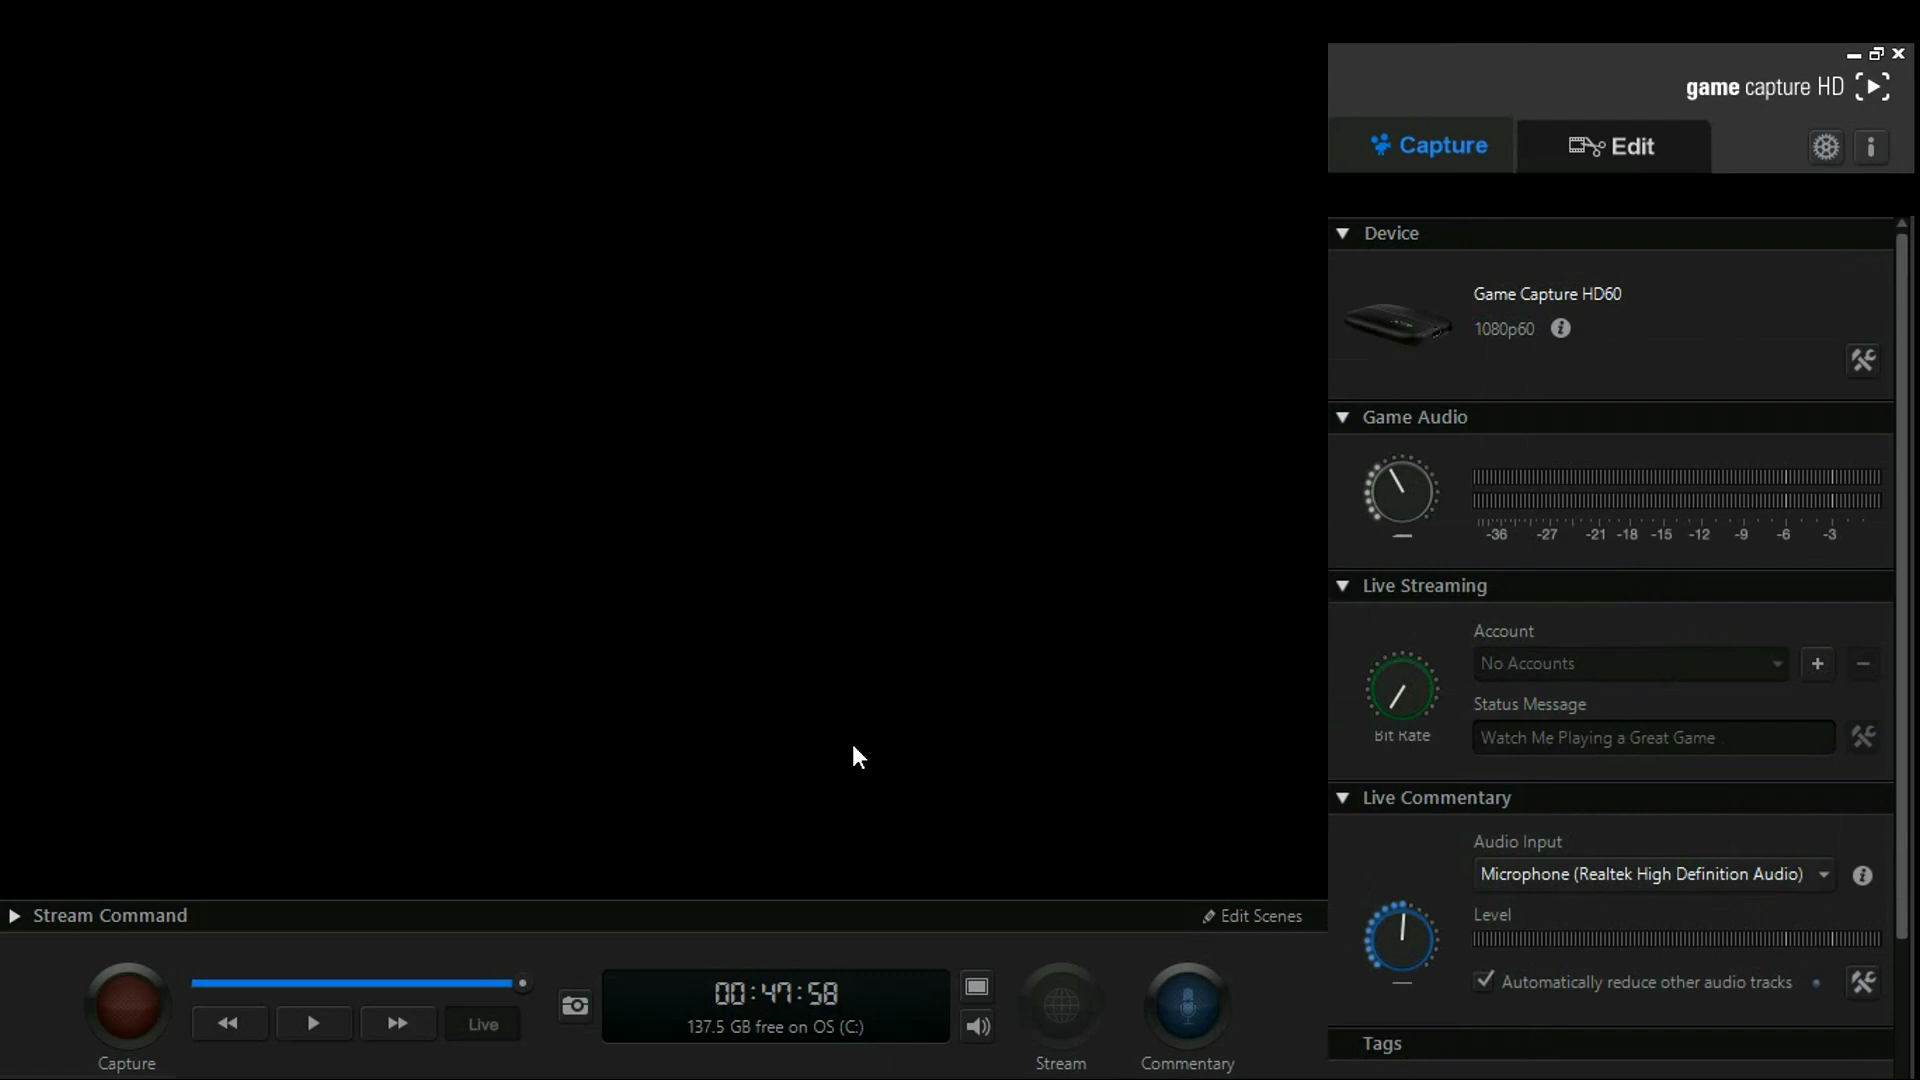 game capture HD
Capture
Edit
Device
Game Capture HD60
1080p60
Game Audio
-36 -27 -21 -18 -15 -12 -9 -6 -3
Live Streaming
Account
No Accounts
Status Message
Bit Rate
Watch Me Playing a Great Game
Live Commentary
Audio Input
Microphone (Realtek High Definition Audio)
Level
Automatically reduce other audio tracks
Tags
Stream Command
Edit Scenes
00:47:58
137.5 GB free on OS (C:)
Live
Capture
Stream
Commentary